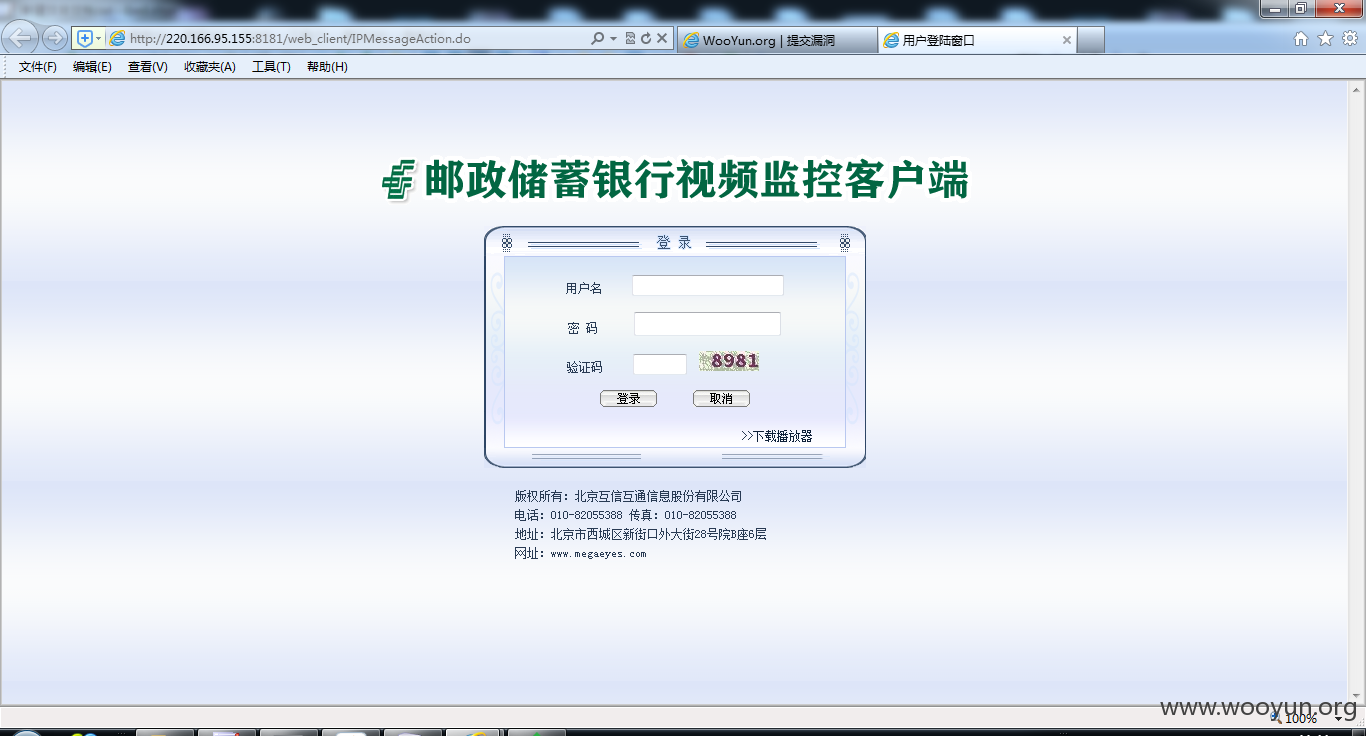 http://220.166.95.155:8181/web_client/IPMessageAction.do
WooYun.org | 提交漏洞
用户登陆窗口
文件(F) 编辑(E) 查看(V) 收藏夹(A) 工具(T) 帮助(H)
邮政储蓄银行视频监控客户端
登 录
用户名
密 码
验证码
8981
登录 取消
>>下载播放器
版权所有：北京互信互通信息股份有限公司
电话：010-82055388 传真：010-82055388
地址：北京市西城区新街口外大街28号院B座6层
网址：www.megaeyes.com
www.wooyun.org
100%